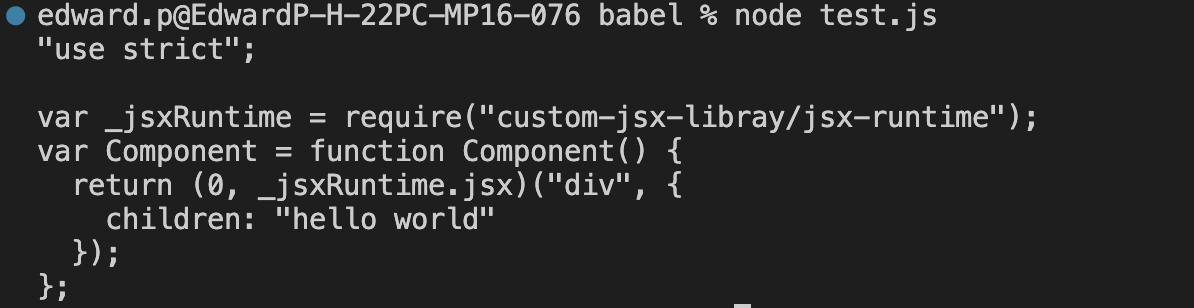 edward.p@EdwardP-H-22PC-MP16-076 babel % node test.js
"use strict";

var _jsxRuntime = require("custom-jsx-libray/jsx-runtime");
var Component = function Component() {
  return (0, _jsxRuntime.jsx)("div", {
    children: "hello world"
  });
};